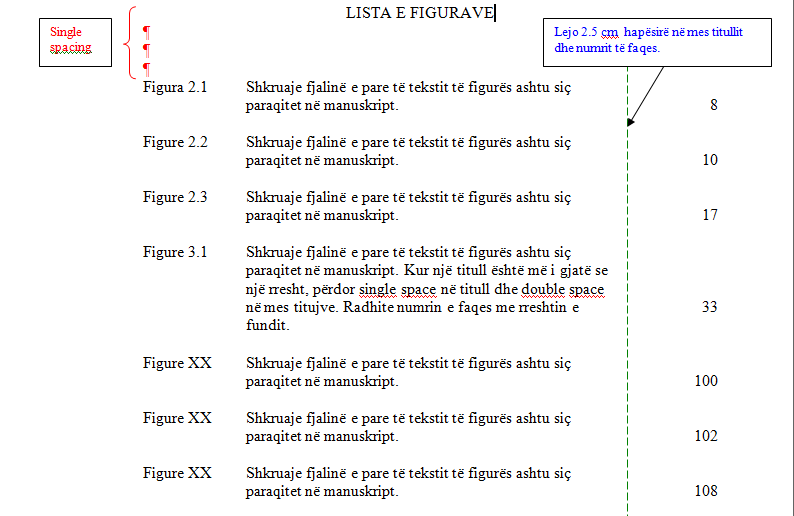 LISTA E FIGURAVE
Single
spacing
¶
¶
¶
Lejo 2.5 cm hapësirë në mes titullit
dhe numrit të faqes.
Figura 2.1 Shkruaje fjalinë e pare të tekstit të figurës ashtu siç
paraqitet në manuskript. 8
Figure 2.2 Shkruaje fjalinë e pare të tekstit të figurës ashtu siç
paraqitet në manuskript. 10
Figure 2.3 Shkruaje fjalinë e pare të tekstit të figurës ashtu siç
paraqitet në manuskript. 17
Figure 3.1 Shkruaje fjalinë e pare të tekstit të figurës ashtu siç
paraqitet në manuskript. Kur një titull është më i gjatë se
një rresht, përdor single space në titull dhe double space
në mes titujve. Radhite numrin e faqes me rreshtin e 33
fundit.
Figure XX Shkruaje fjalinë e pare të tekstit të figurës ashtu siç
paraqitet në manuskript. 100
Figure XX Shkruaje fjalinë e pare të tekstit të figurës ashtu siç
paraqitet në manuskript. 102
Figure XX Shkruaje fjalinë e pare të tekstit të figurës ashtu siç
paraqitet në manuskript. 108